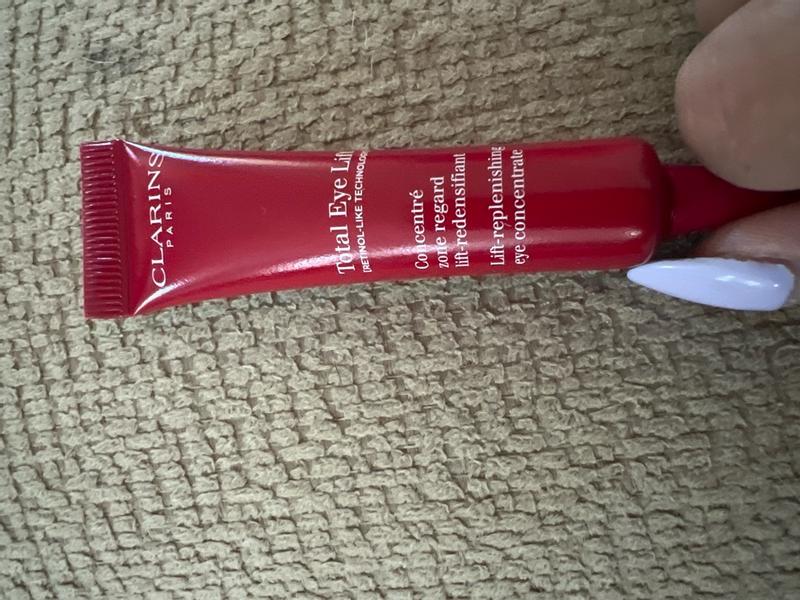 CLARINS
PARIS
Total Eye Lift
[RETINOL-LIKE TECHNOLOGY]
Concentré
zone regard
lift-redensifiant
Lift-replenishing
eye concentrate